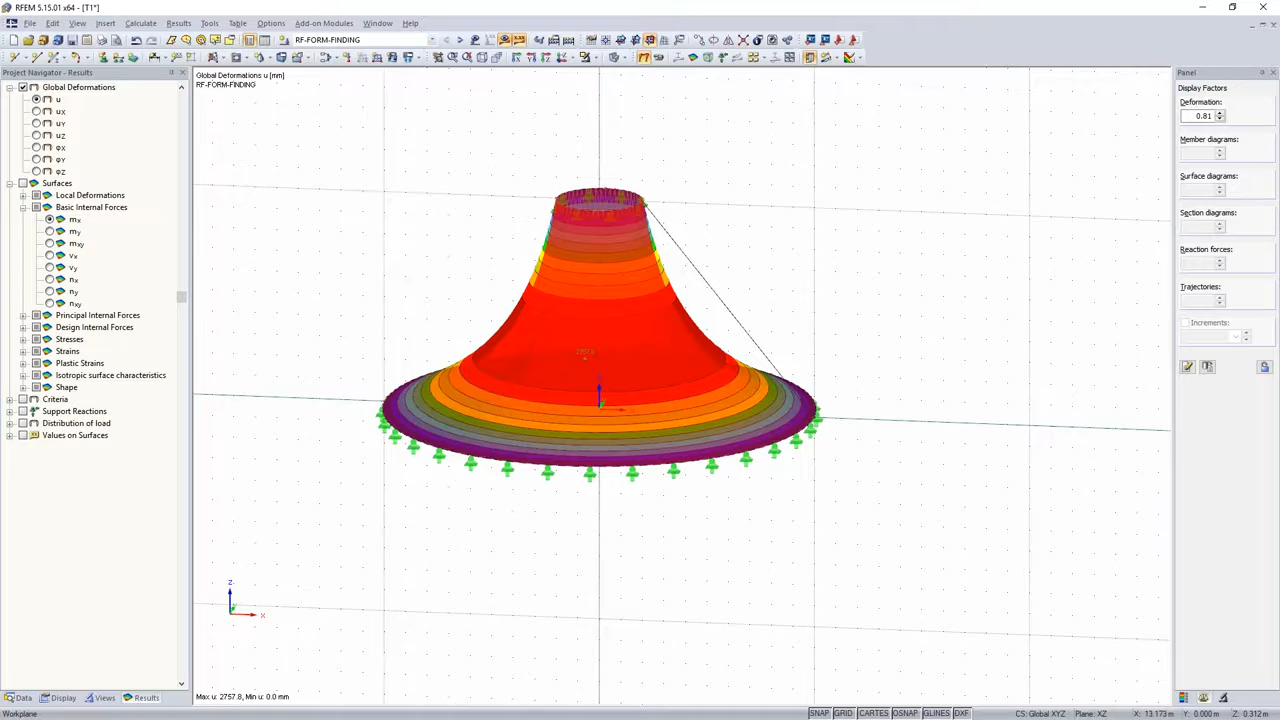 RFEM 5.15.01 x64 - [T1*]
File Edit View Insert Calculate Results Tools Table Options Add-on Modules Window Help
RF-FORM-FINDING
Project Navigator - Results
Global Deformations
u
uX
uY
uZ
φX
φY
φZ
Surfaces
Local Deformations
Basic Internal Forces
mx
my
mxy
vx
vy
nx
ny
nxy
Principal Internal Forces
Design Internal Forces
Stresses
Strains
Plastic Strains
Isotropic surface characteristics
Shape
Criteria
Support Reactions
Distribution of load
Values on Surfaces
Data Display Views Results
Global Deformations u [mm]
RF-FORM-FINDING
2757.8
Z
X
Max u: 2757.8, Min u: 0.0 mm
Panel
Display Factors
Deformation:
0.81
Member diagrams:
Surface diagrams:
Section diagrams:
Reaction forces:
Trajectories:
Increments:
Workplane
SNAP GRID CARTES OSNAP GLINES DXF CS: Global XYZ Plane: XZ X: 13.173 m Y: 0.000 m Z: 0.312 m